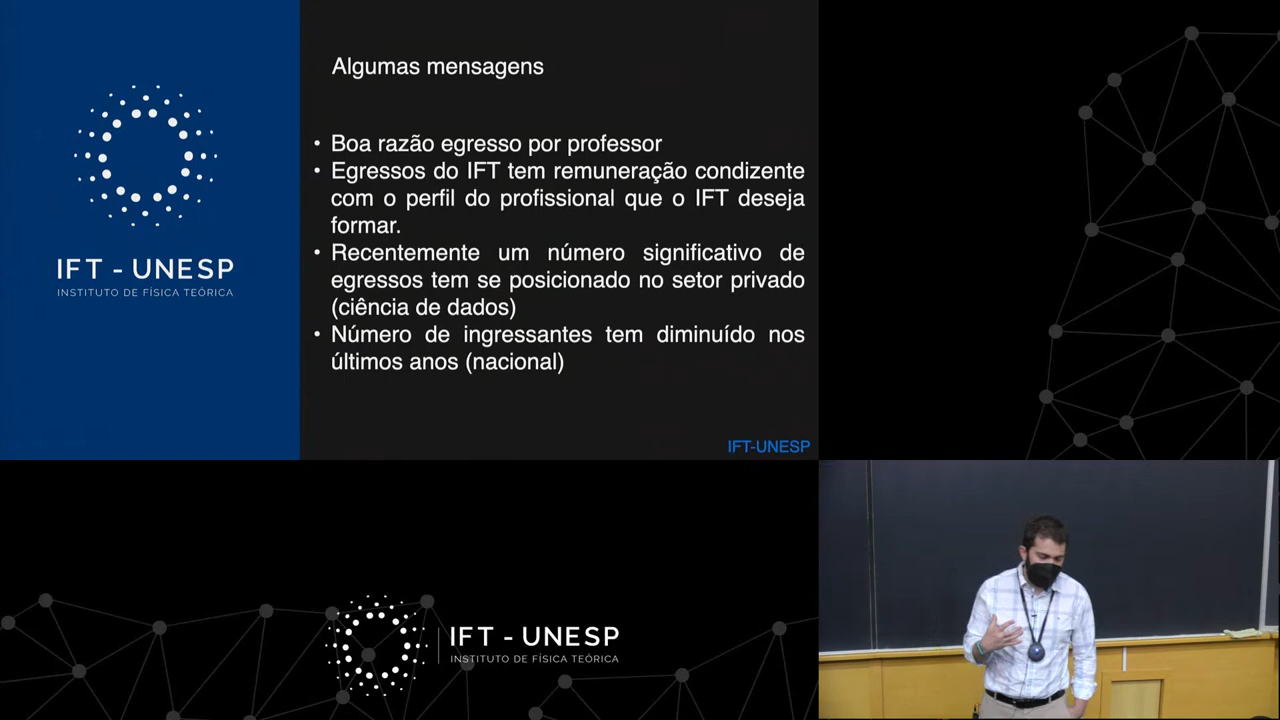 Algumas mensagens
• Boa razão egresso por professor
• Egressos do IFT tem remuneração condizente
com o perfil do profissional que o IFT deseja
formar.
• Recentemente um número significativo de
egressos tem se posicionado no setor privado
(ciência de dados)
• Número de ingressantes tem diminuído nos
últimos anos (nacional)
IFT-UNESP
IFT - UNESP
INSTITUTO DE FÍSICA TEÓRICA
IFT - UNESP
INSTITUTO DE FÍSICA TEÓRICA